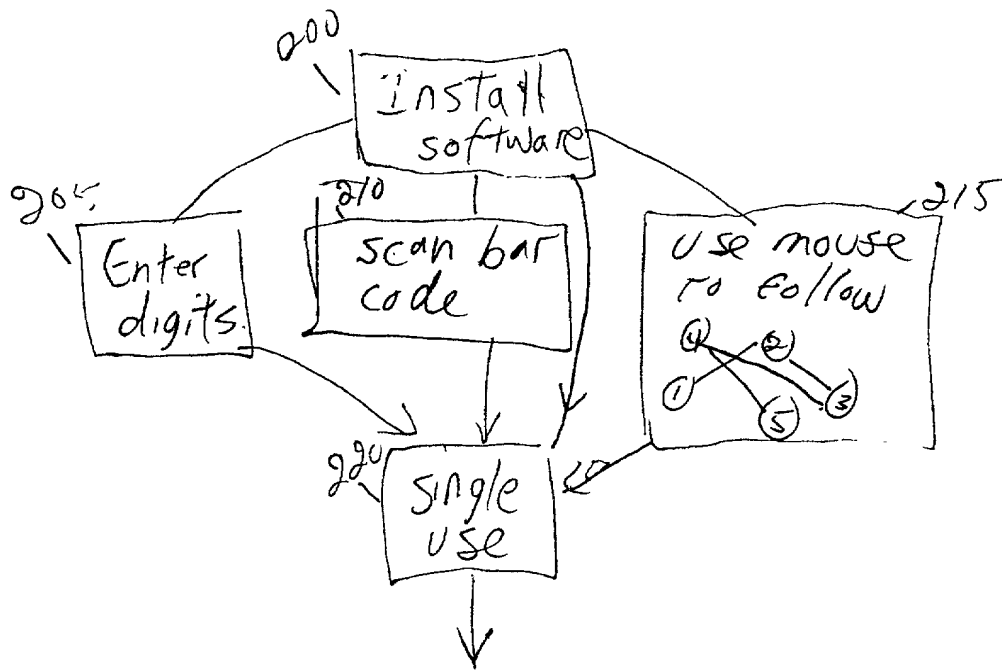 200
Install
software
205
210
215
Enter
digits
scan bar
code
use mouse
to follow
4
2
1
3
5
220
single
use